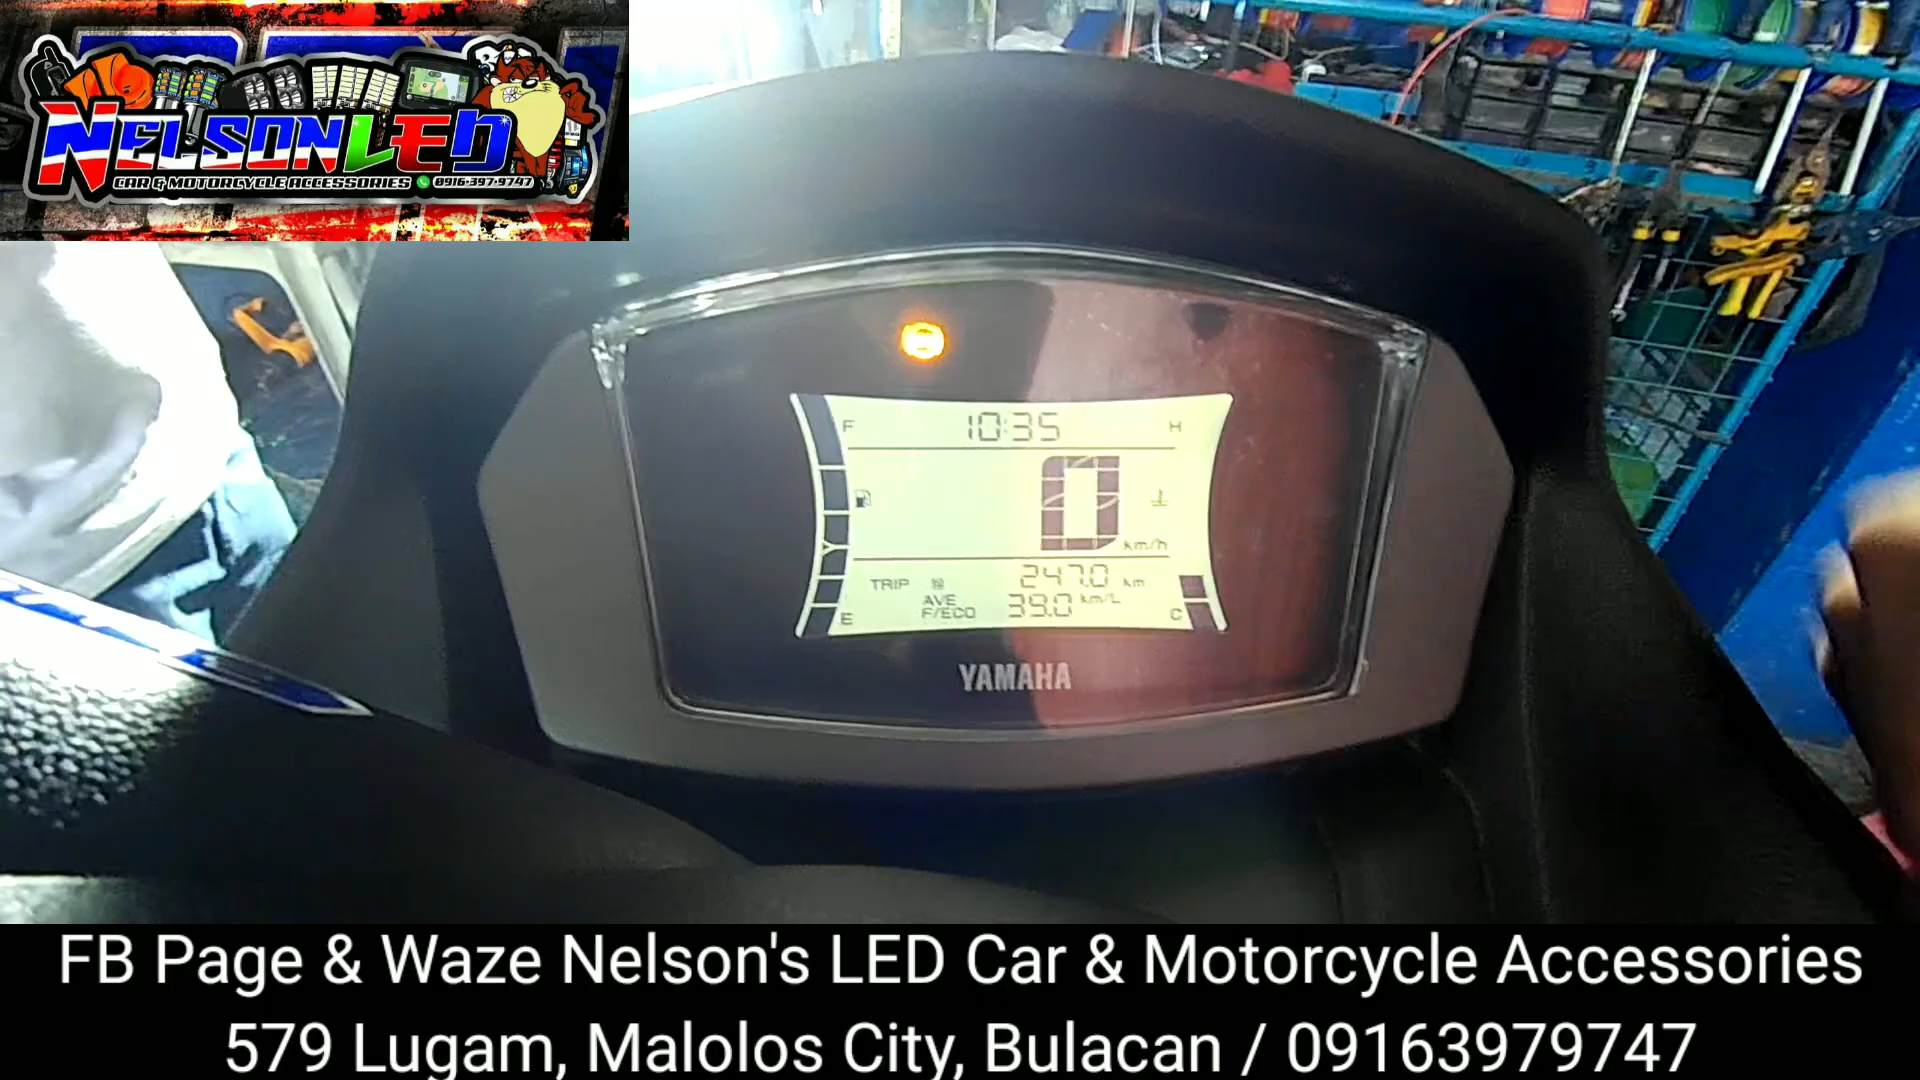 NELSONLED
CAR & MOTORCYCLE ACCESSORIES 0916-397-9747
F 10:35 H
0
km/h
TRIP 247.0 km
AVE km/L
F/ECO 39.0
E C
YAMAHA
FB Page & Waze Nelson's LED Car & Motorcycle Accessories
579 Lugam, Malolos City, Bulacan / 09163979747